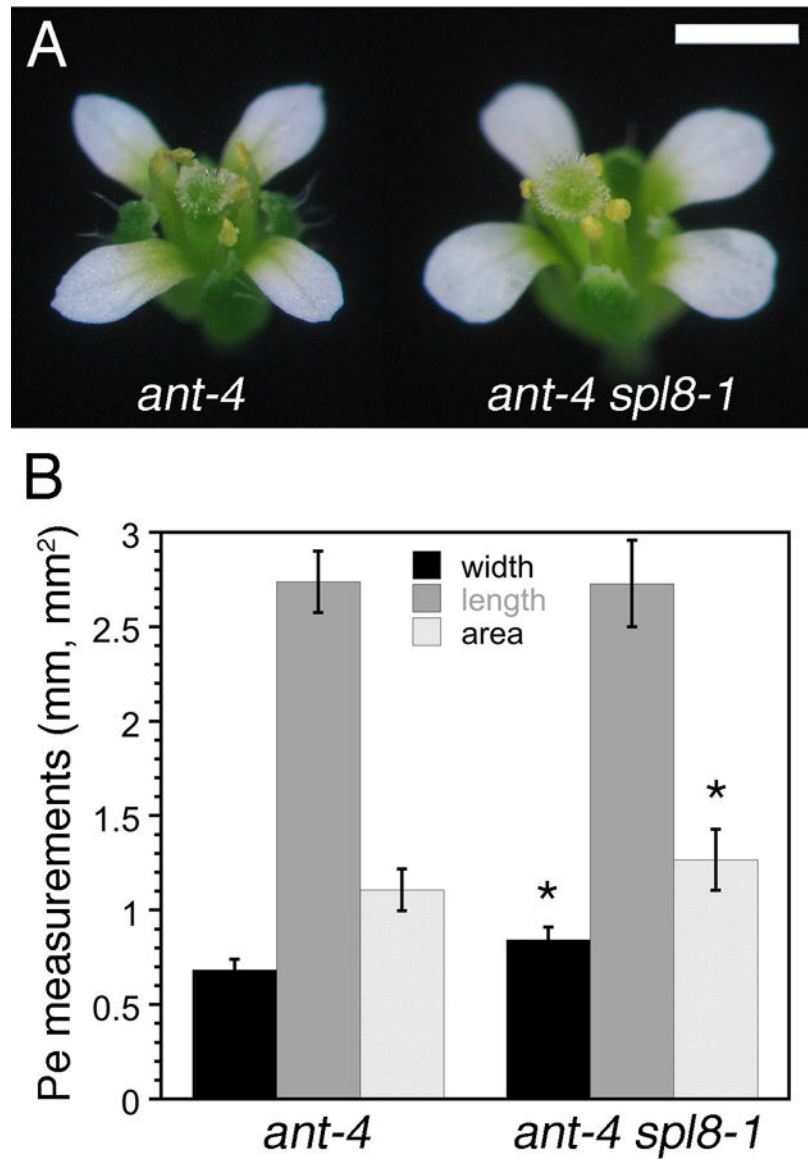 A
ant-4
ant-4 spl8-1
B
Pe measurements (mm, mm²)
3
2.5
2
1.5
1
0.5
0
width
length
area
*
*
ant-4
ant-4 spl8-1